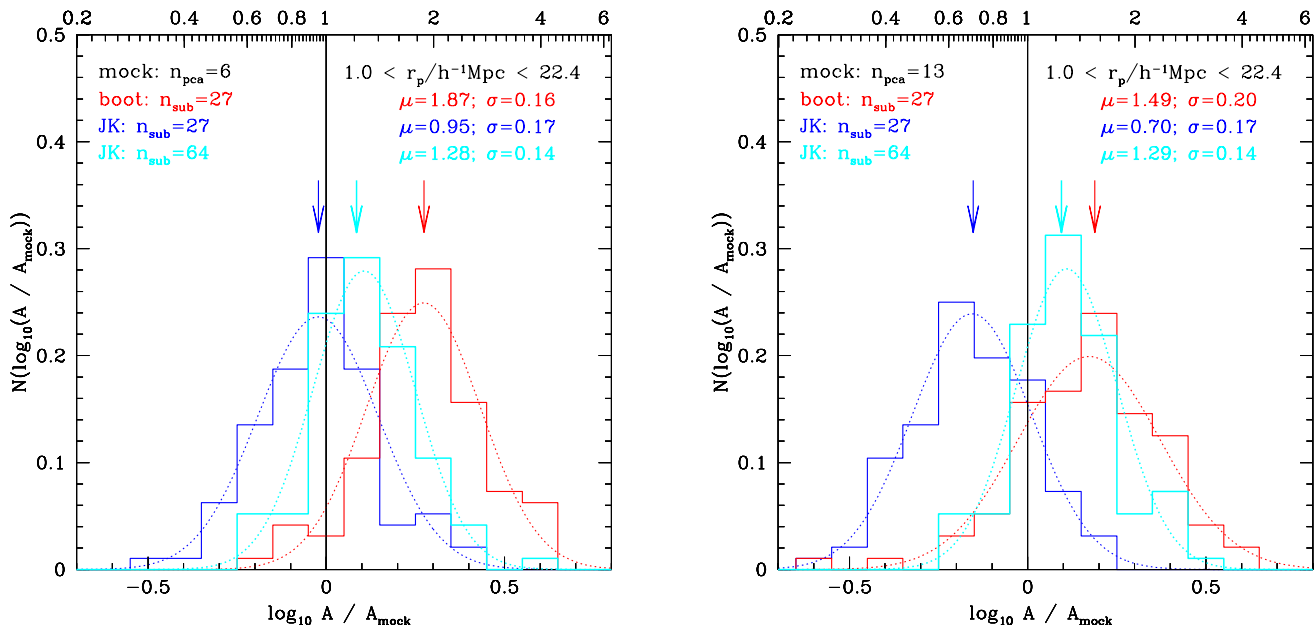 0.2 0.4 0.6 0.8 1 2 4 6
0.5
mock: n_pca=6 1.0 < r_p/h⁻¹Mpc < 22.4
boot: n_sub=27 μ=1.87; σ=0.16
JK: n_sub=27 μ=0.95; σ=0.17
JK: n_sub=64 μ=1.28; σ=0.14
0.4
0.3
0.2
0.1
0
N(log₁₀(A / A_mock))
−0.5 0 0.5
log₁₀ A / A_mock
0.2 0.4 0.6 0.8 1 2 4 6
0.5
mock: n_pca=13 1.0 < r_p/h⁻¹Mpc < 22.4
boot: n_sub=27 μ=1.49; σ=0.20
JK: n_sub=27 μ=0.70; σ=0.17
JK: n_sub=64 μ=1.29; σ=0.14
0.4
0.3
0.2
0.1
0
N(log₁₀(A / A_mock))
−0.5 0 0.5
log₁₀ A / A_mock